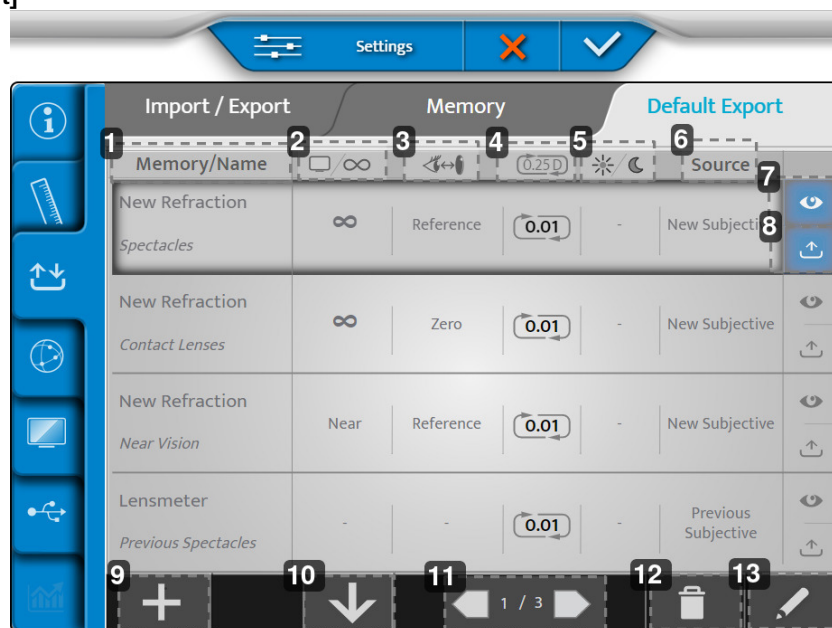 t]
Settings
Import / Export Memory Default Export
1 2 3 4 5 6
Memory/Name 0.25 D Source
7
New Refraction
Spectacles
∞ Reference 0.01 - New Subjecti
8
New Refraction
Contact Lenses
∞ Zero 0.01 - New Subjective
New Refraction
Near Vision
Near Reference 0.01 - New Subjective
Lensmeter
Previous Spectacles
- - 0.01 - Previous
Subjective
9 10 11 12 13
1 / 3